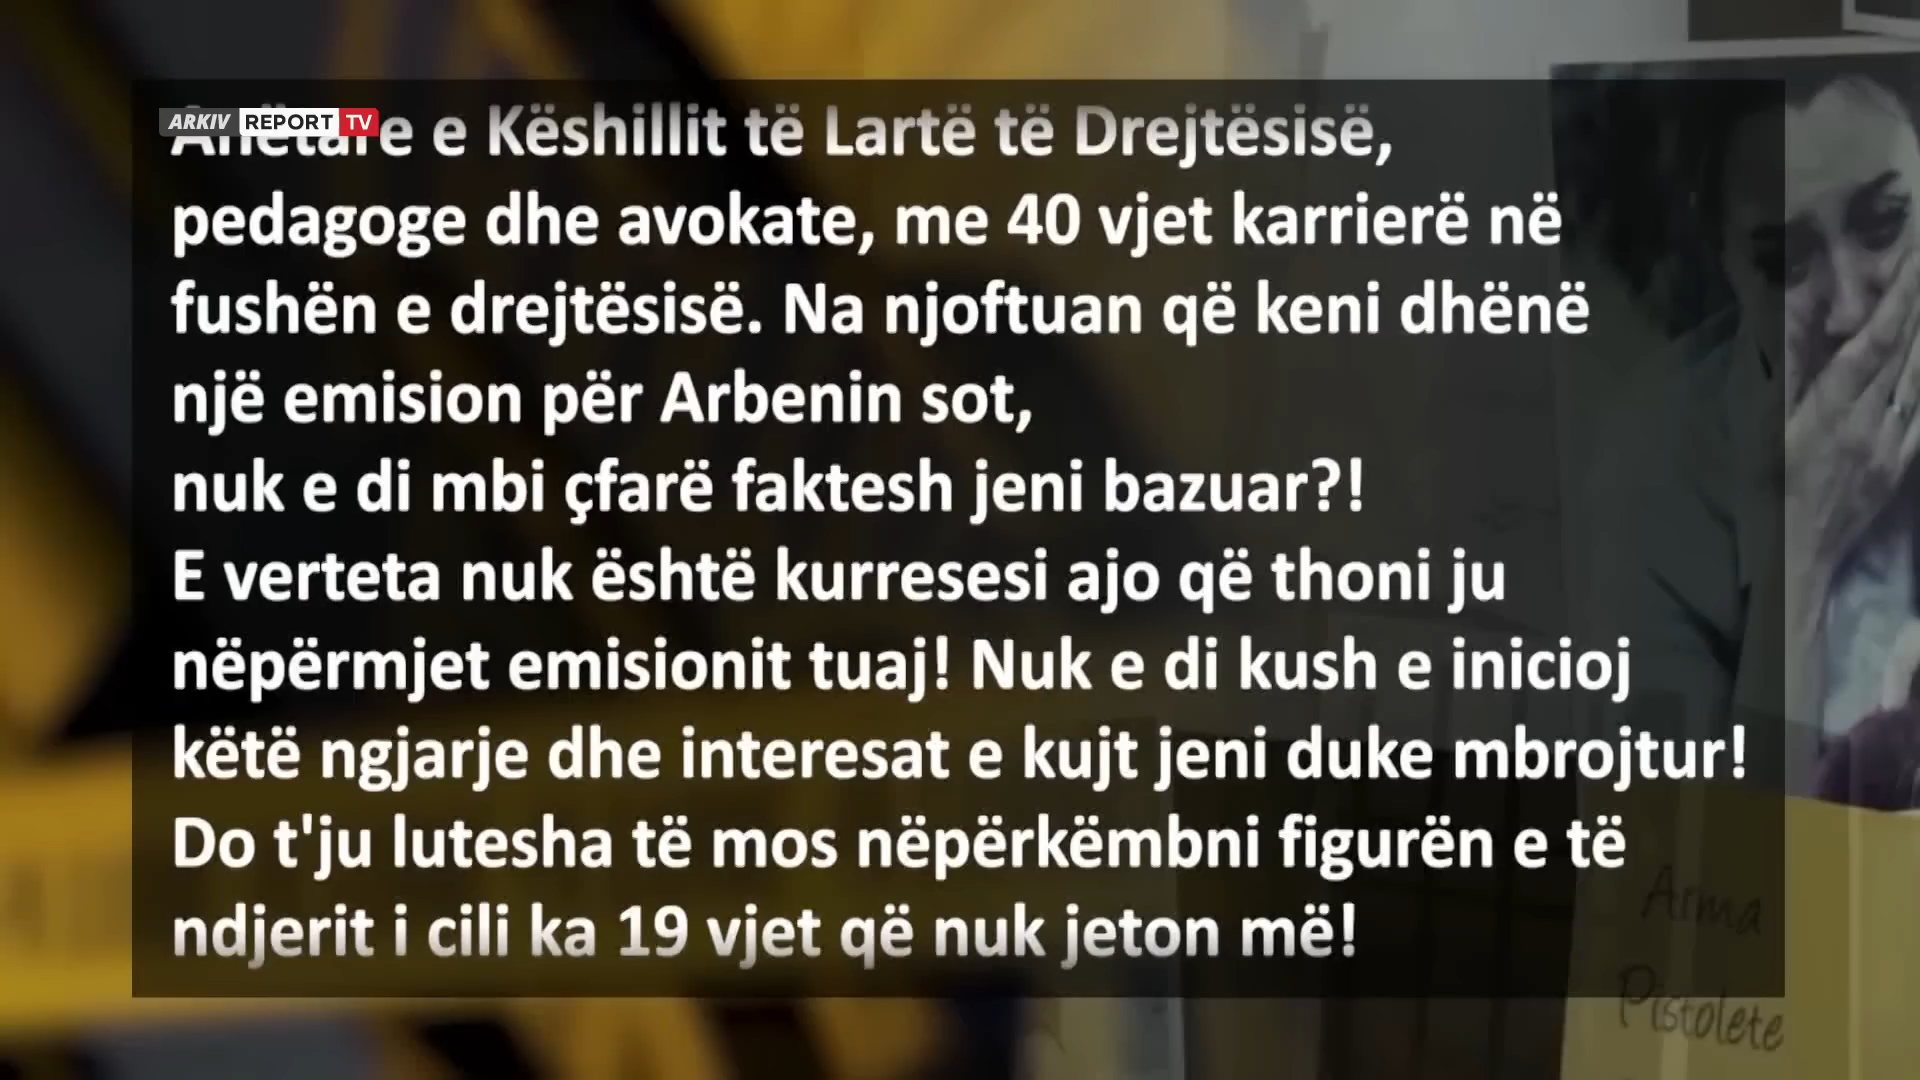 ARKIV REPORT TV
Anëtare e Këshillit të Lartë të Drejtësisë,
pedagoge dhe avokate, me 40 vjet karrierë në
fushën e drejtësisë. Na njoftuan që keni dhënë
një emision për Arbenin sot,
nuk e di mbi çfarë faktesh jeni bazuar?!
E verteta nuk është kurresesi ajo që thoni ju
nëpërmjet emisionit tuaj! Nuk e di kush e inicioj
këtë ngjarje dhe interesat e kujt jeni duke mbrojtur!
Do t'ju lutesha të mos nëpërkëmbni figurën e të
ndjerit i cili ka 19 vjet që nuk jeton më!
Arma
Pistolete